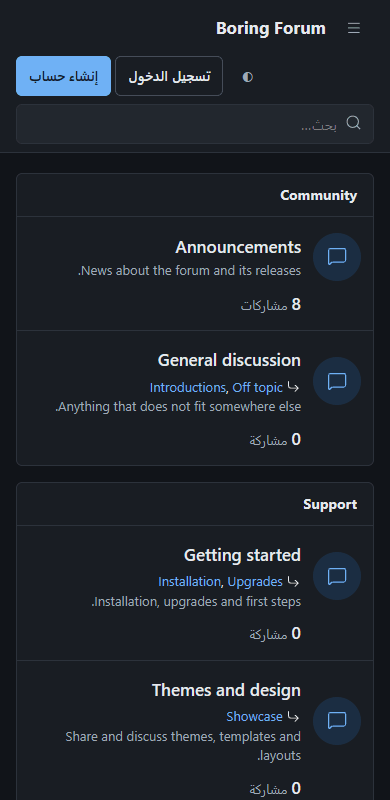 Boring Forum
تسجيل الدخول
إنشاء حساب
بحث...
Community
Announcements
News about the forum and its releases.
8 مشاركات
General discussion
Introductions, Off topic
Anything that does not fit somewhere else.
0 مشاركة
Support
Getting started
Installation, Upgrades
Installation, upgrades and first steps.
0 مشاركة
Themes and design
Showcase
Share and discuss themes, templates and
layouts.
0 مشاركة